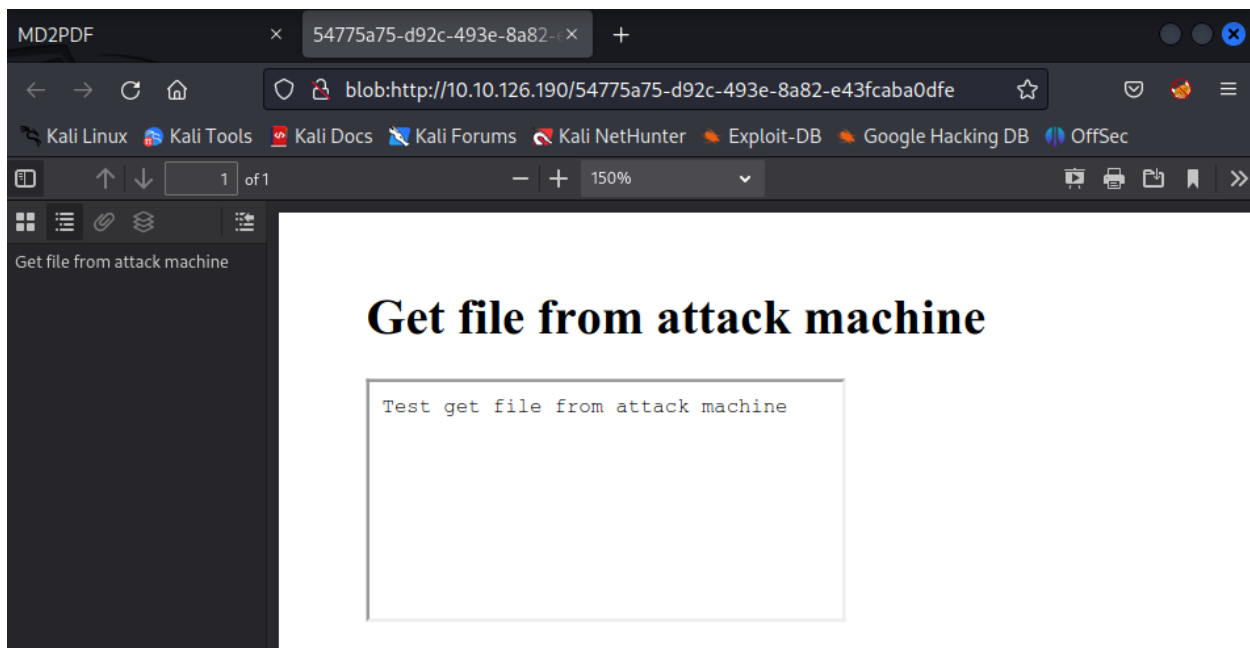 MD2PDF
54775a75-d92c-493e-8a82-
blob:http://10.10.126.190/54775a75-d92c-493e-8a82-e43fcaba0dfe
Kali Linux Kali Tools Kali Docs Kali Forums Kali NetHunter Exploit-DB Google Hacking DB OffSec
1 of 1 150%
Get file from attack machine
Get file from attack machine
Test get file from attack machine